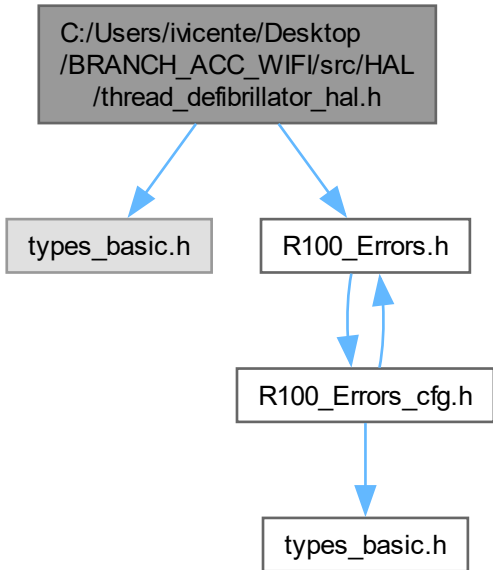 C:/Users/ivicente/Desktop
/BRANCH_ACC_WIFI/src/HAL
/thread_defibrillator_hal.h
types_basic.h
R100_Errors.h
R100_Errors_cfg.h
types_basic.h